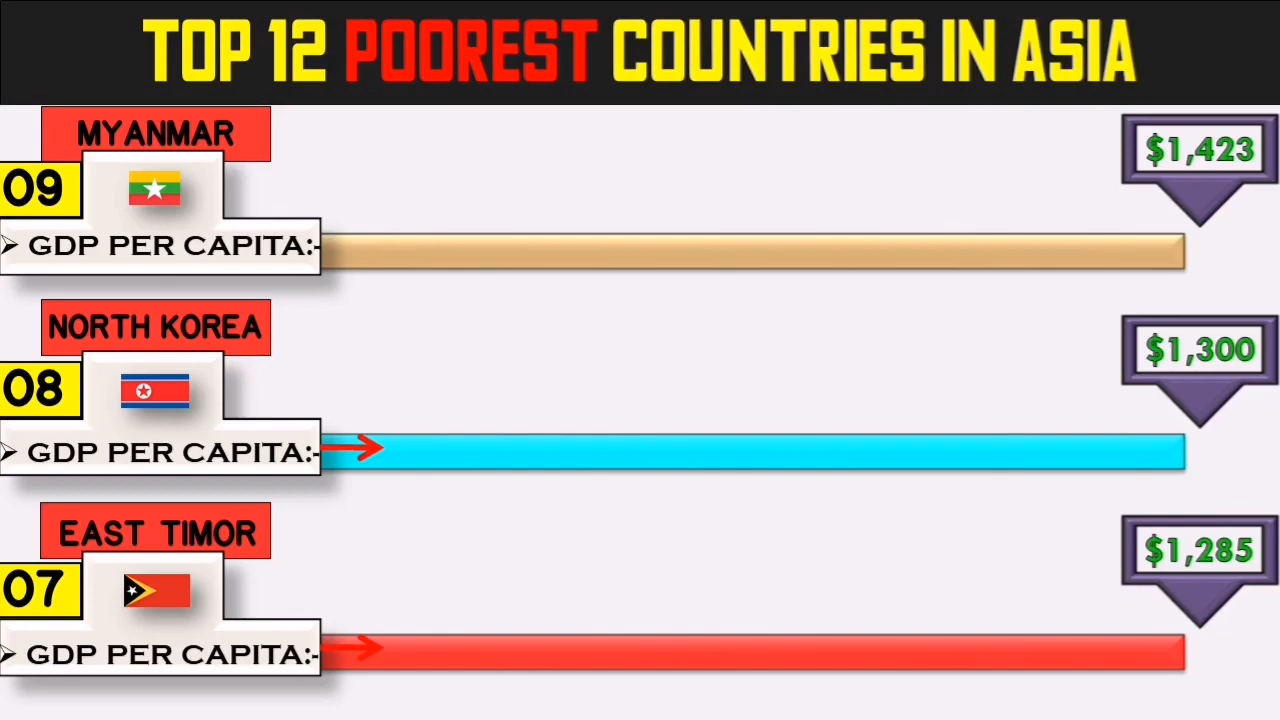 TOP 12 POOREST COUNTRIES IN ASIA
MYANMAR
$1,423
09
➢ GDP PER CAPITA:-
NORTH KOREA
$1,300
08
➢ GDP PER CAPITA:-
EAST TIMOR
$1,285
07
➢ GDP PER CAPITA:-